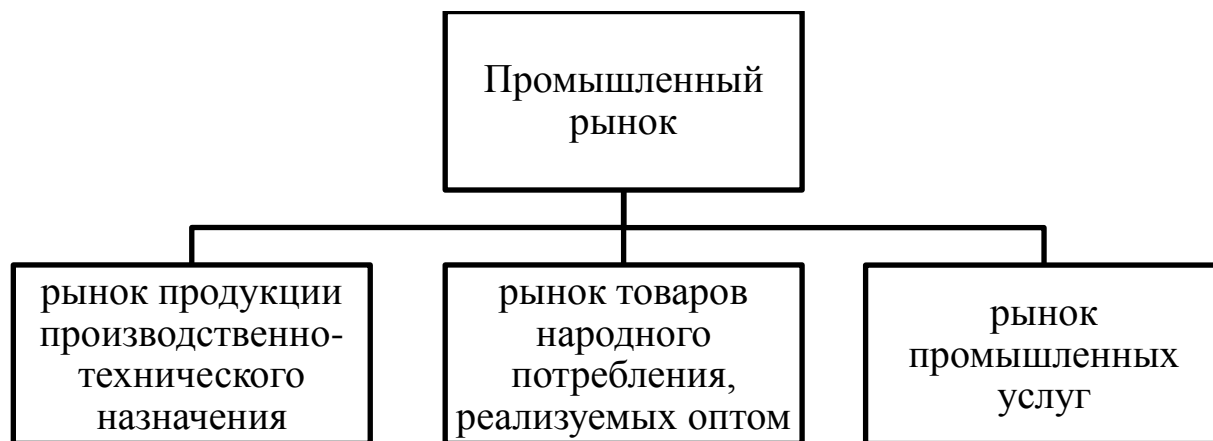 Промышленный
рынок
рынок продукции
производственно-
технического
назначения
рынок товаров
народного
потребления,
реализуемых оптом
рынок
промышленных
услуг